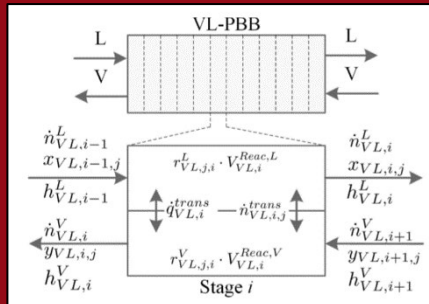 VL-PBB
L
L
V
V
ṅ^L_{VL,i−1}
x_{VL,i−1,j}
h^L_{VL,i−1}
ṅ^L_{VL,i}
x_{VL,i,j}
h^L_{VL,i}
r^L_{VL,j,i} · V^{Reac,L}_{VL,i}
q̇^{trans}_{VL,i}
ṅ^{trans}_{VL,i,j}
ṅ^V_{VL,i}
y_{VL,i,j}
h^V_{VL,i}
ṅ^V_{VL,i+1}
y_{VL,i+1,j}
h^V_{VL,i+1}
r^V_{VL,j,i} · V^{Reac,V}_{VL,i}
Stage i